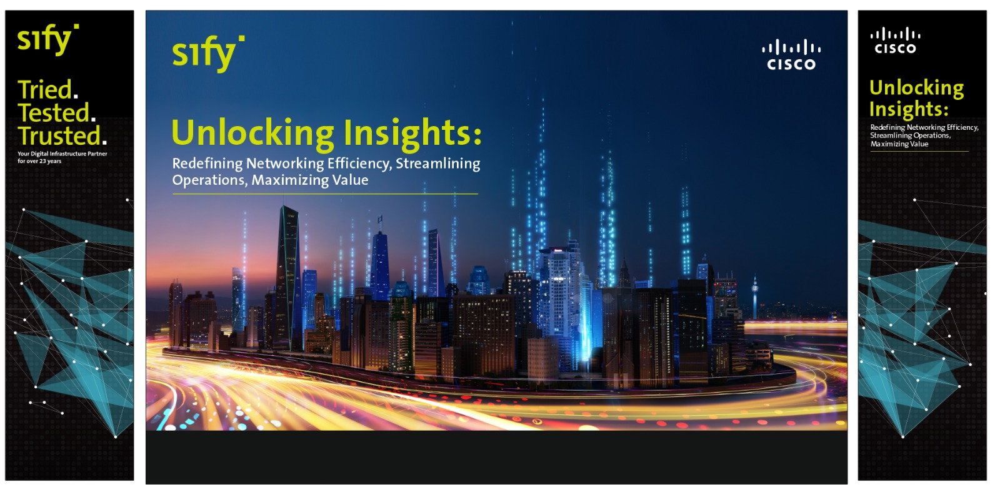 sify
Tried.
Tested.
Trusted.
Your Digital Infrastructure Partner
for over 23 years
sify
CISCO
Unlocking Insights:
Redefining Networking Efficiency, Streamlining
Operations, Maximizing Value
CISCO
Unlocking
Insights:
Redefining Networking Efficiency,
Streamlining Operations,
Maximizing Value